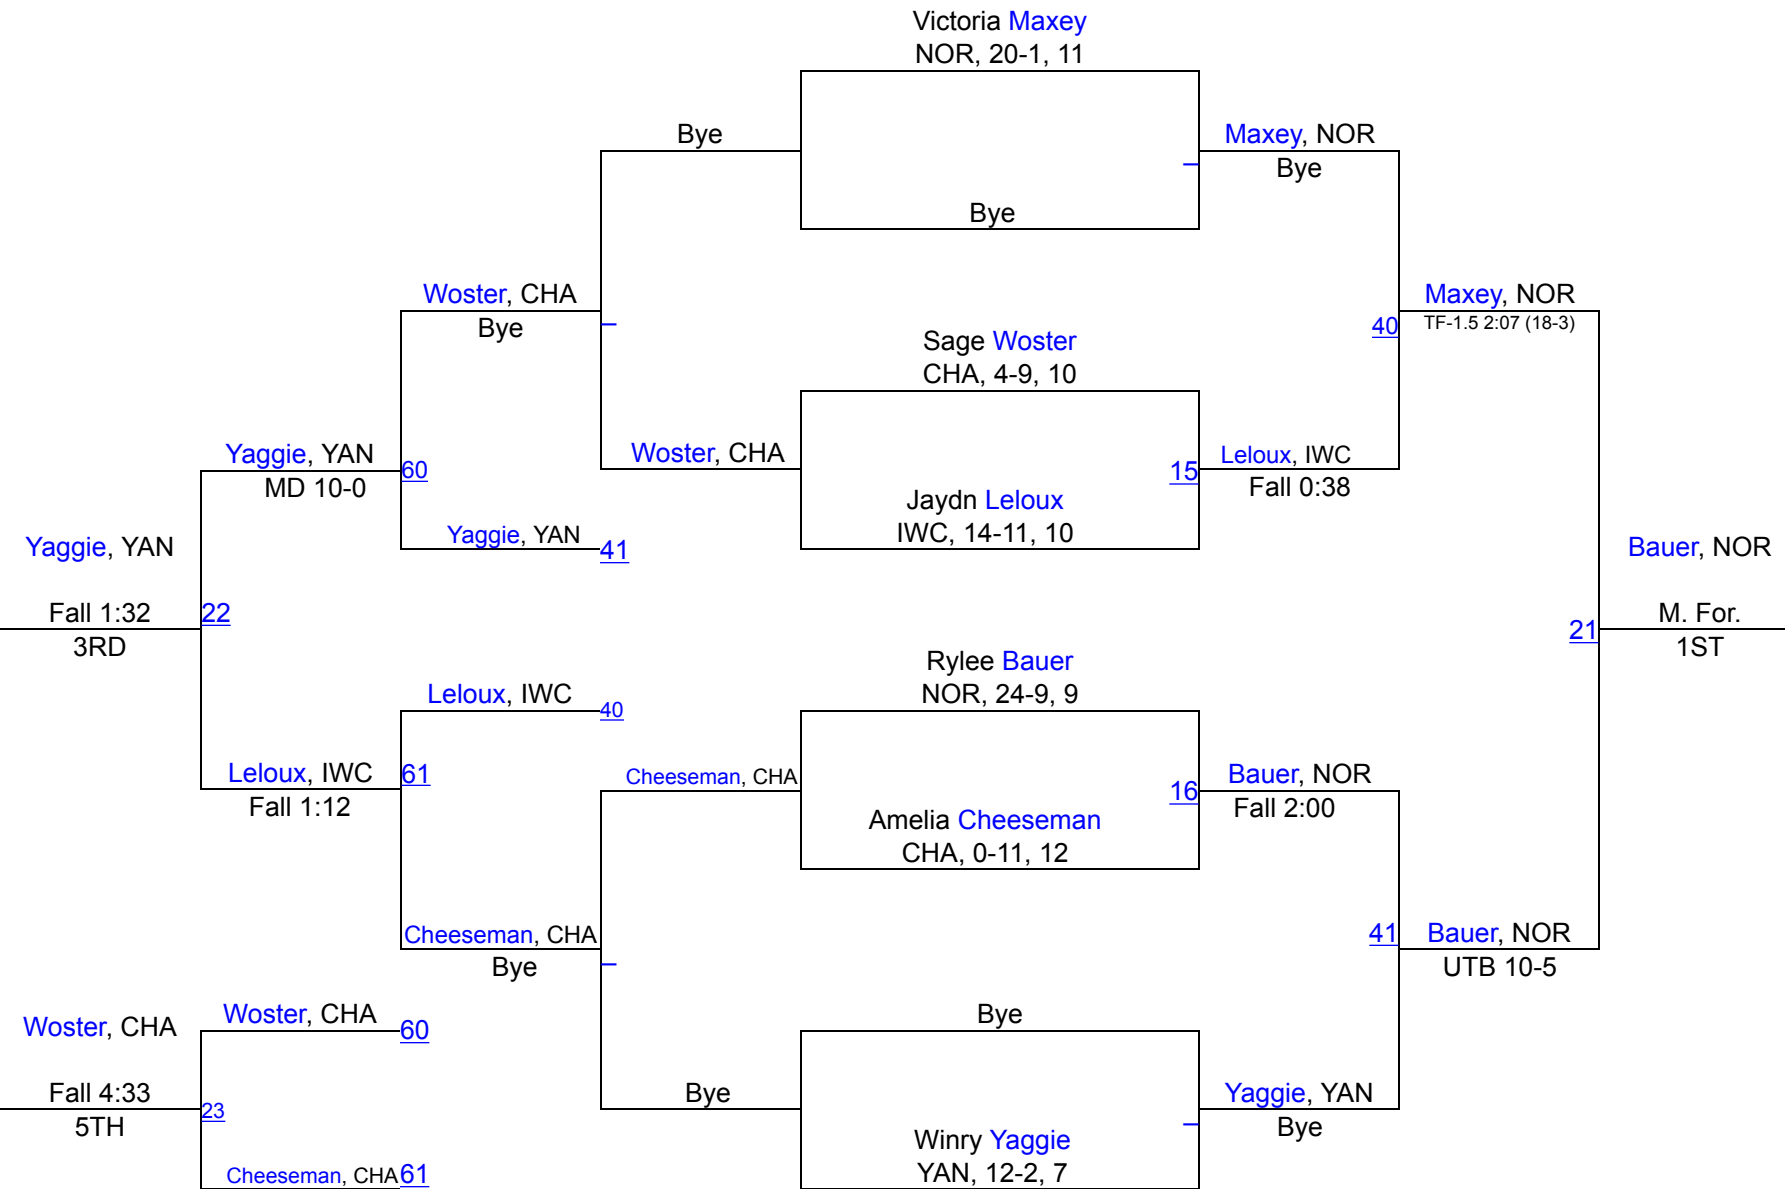 Victoria Maxey
NOR, 20-1, 11
Bye
Maxey, NOR
Bye
Bye
Woster, CHA
Bye
Maxey, NOR
TF-1.5 2:07 (18-3)
40
Sage Woster
CHA, 4-9, 10
Yaggie, YAN
MD 10-0
60
Woster, CHA
15
Leloux, IWC
Fall 0:38
Jaydn Leloux
IWC, 14-11, 10
Yaggie, YAN
41
Yaggie, YAN
Fall 1:32
3RD
22
Bauer, NOR
M. For.
1ST
21
Rylee Bauer
NOR, 24-9, 9
Leloux, IWC
40
Leloux, IWC
Fall 1:12
61
Cheeseman, CHA
16
Bauer, NOR
Fall 2:00
Amelia Cheeseman
CHA, 0-11, 12
Cheeseman, CHA
Bye
41
Bauer, NOR
UTB 10-5
Bye
Woster, CHA
Fall 4:33
5TH
Woster, CHA
60
23
Cheeseman, CHA
61
Bye
Yaggie, YAN
Bye
Winry Yaggie
YAN, 12-2, 7